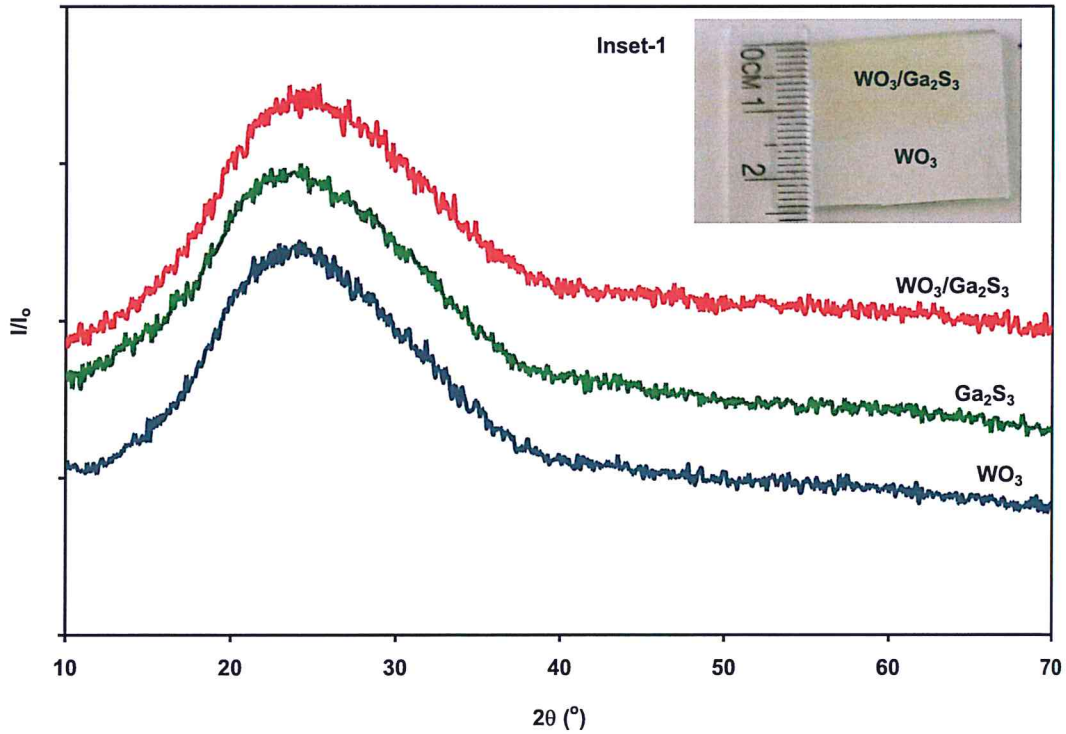 Inset-1
0CM 1
2
WO₃/Ga₂S₃
WO₃
I/Iₒ
WO₃/Ga₂S₃
Ga₂S₃
WO₃
10 20 30 40 50 60 70
2θ (°)